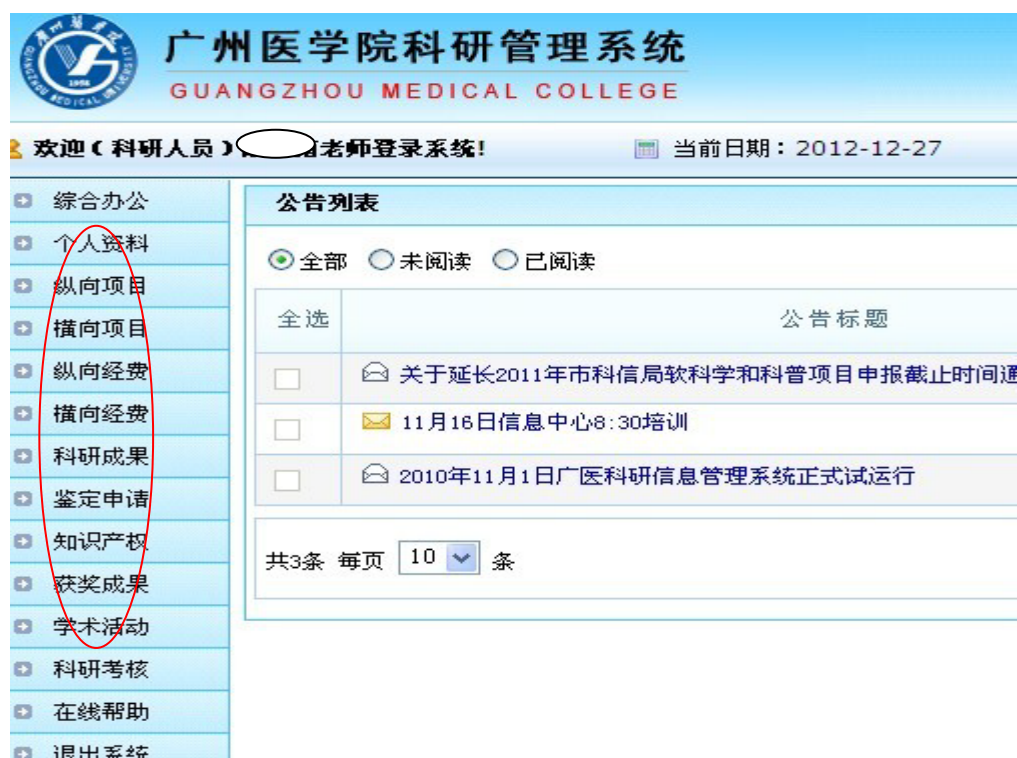 广州医学院科研管理系统
GUANGZHOU MEDICAL COLLEGE
欢迎(科研人员)老师登录系统!
当前日期：2012-12-27
综合办公
个人资料
纵向项目
横向项目
纵向经费
横向经费
科研成果
鉴定申请
知识产权
获奖成果
学术活动
科研考核
在线帮助
退出系统
公告列表
全部 未阅读 已阅读
全选 公告标题
关于延长2011年市科信局软科学和科普项目申报截止时间通
11月16日信息中心8:30培训
2010年11月1日广医科研信息管理系统正式试运行
共3条 每页 10 条